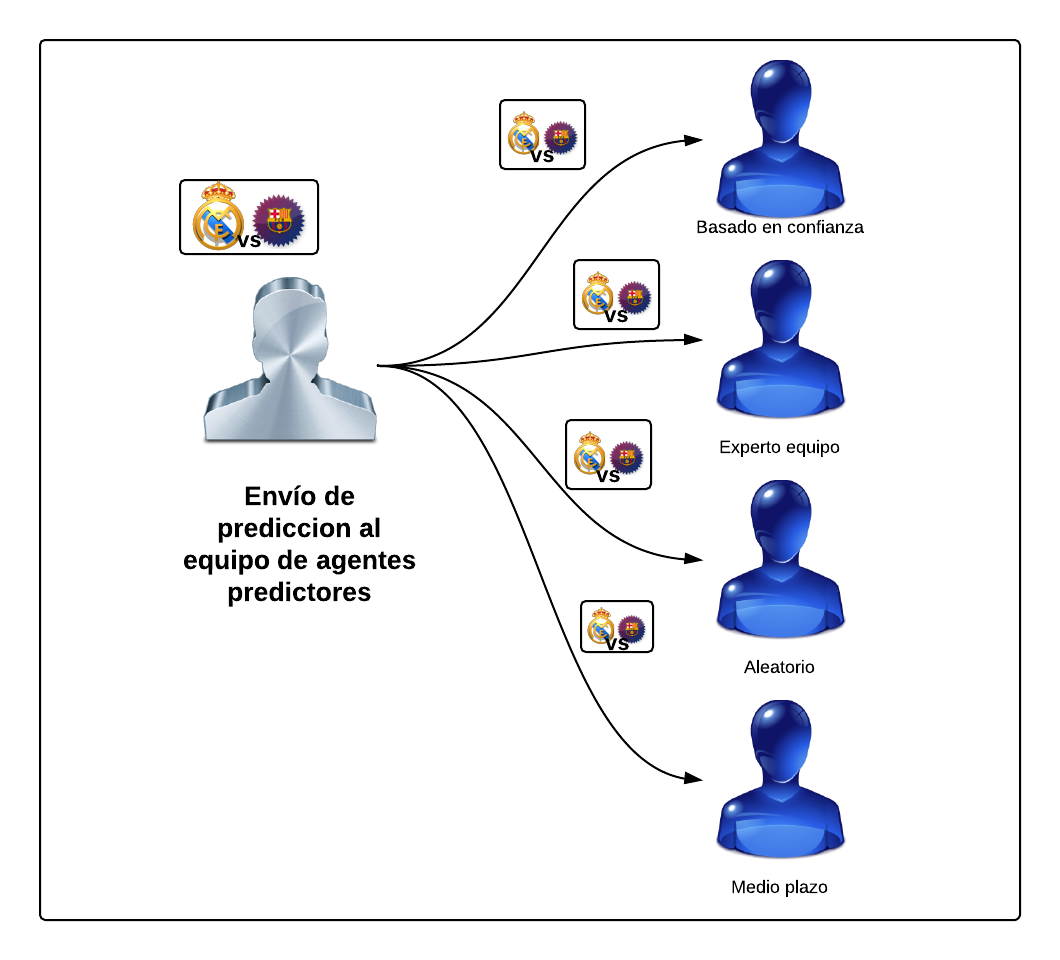 vs
Basado en confianza
vs
vs
Experto equipo
vs
Envío de
prediccion al
equipo de agentes
predictores
Aleatorio
vs
Medio plazo